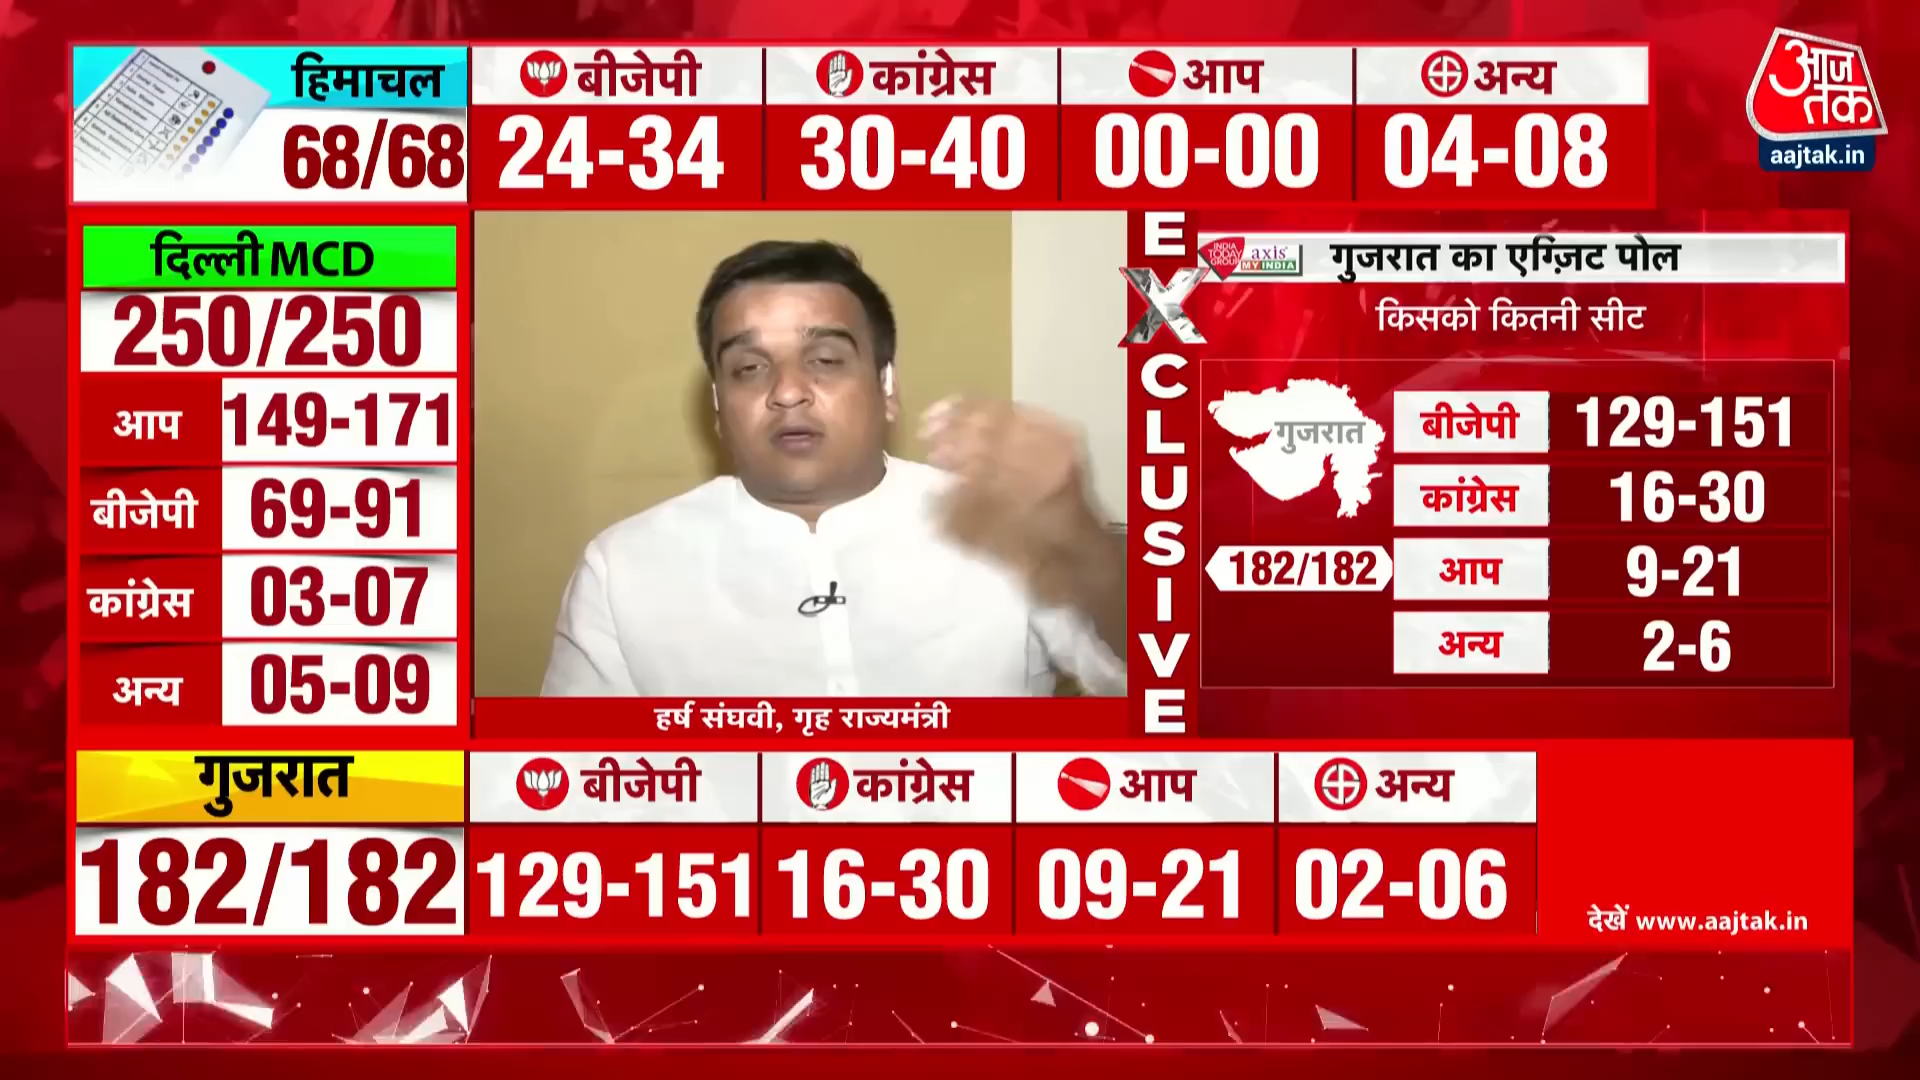 हिमाचल
68/68
बीजेपी
24-34
कांग्रेस
30-40
आप
00-00
अन्य
04-08
आज तक
aajtak.in
दिल्ली MCD
250/250
आप 149-171
बीजेपी 69-91
कांग्रेस 03-07
अन्य 05-09
हर्ष संघवी, गृह राज्यमंत्री
EXCLUSIVE
INDIA TODAY GROUP
axis MY INDIA
गुजरात का एग्ज़िट पोल
किसको कितनी सीट
गुजरात
182/182
बीजेपी 129-151
कांग्रेस 16-30
आप 9-21
अन्य 2-6
गुजरात
182/182
बीजेपी
129-151
कांग्रेस
16-30
आप
09-21
अन्य
02-06
देखें www.aajtak.in